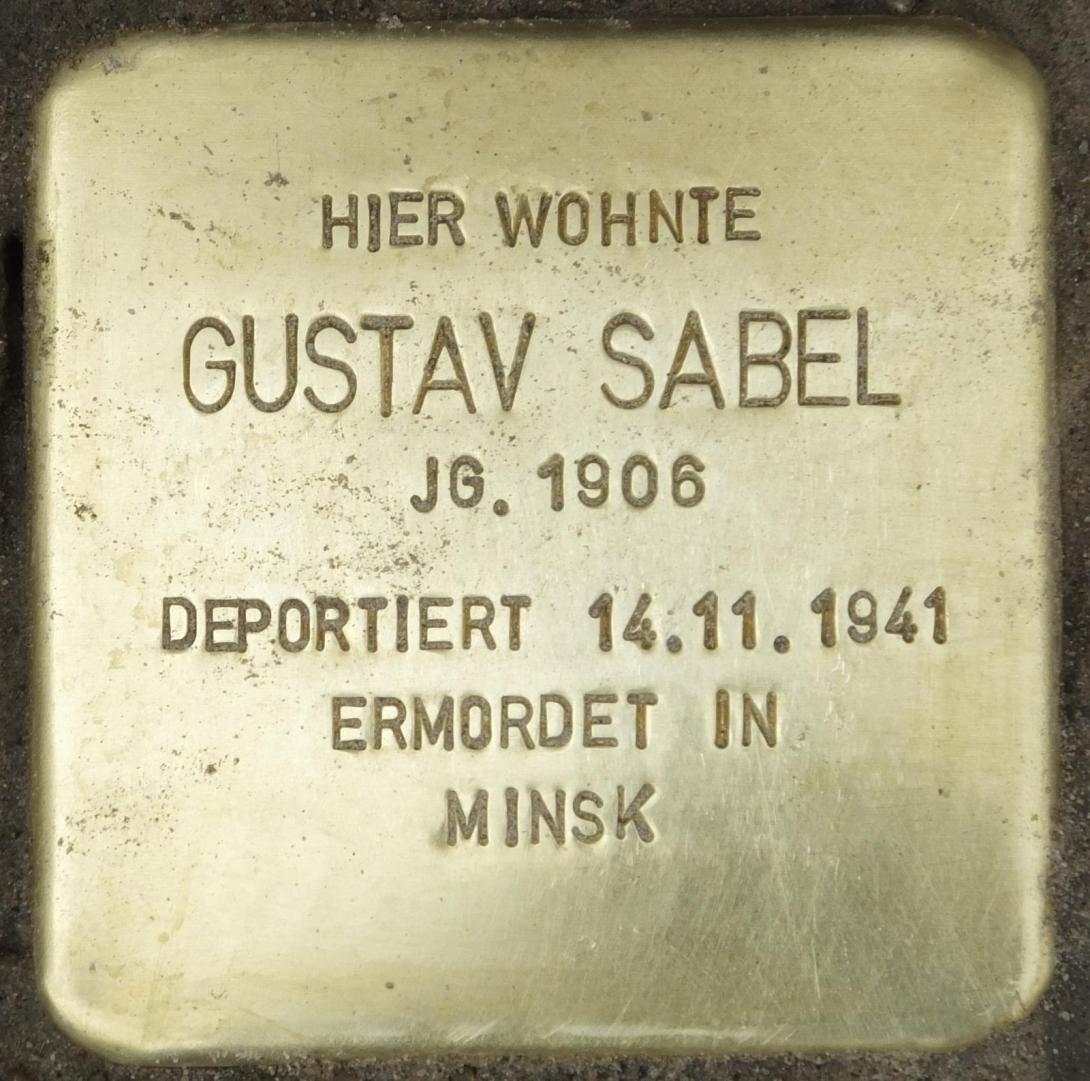 HIER WOHNTE
GUSTAV SABEL
JG. 1906
DEPORTIERT 14.11.1941
ERMORDET IN
MINSK